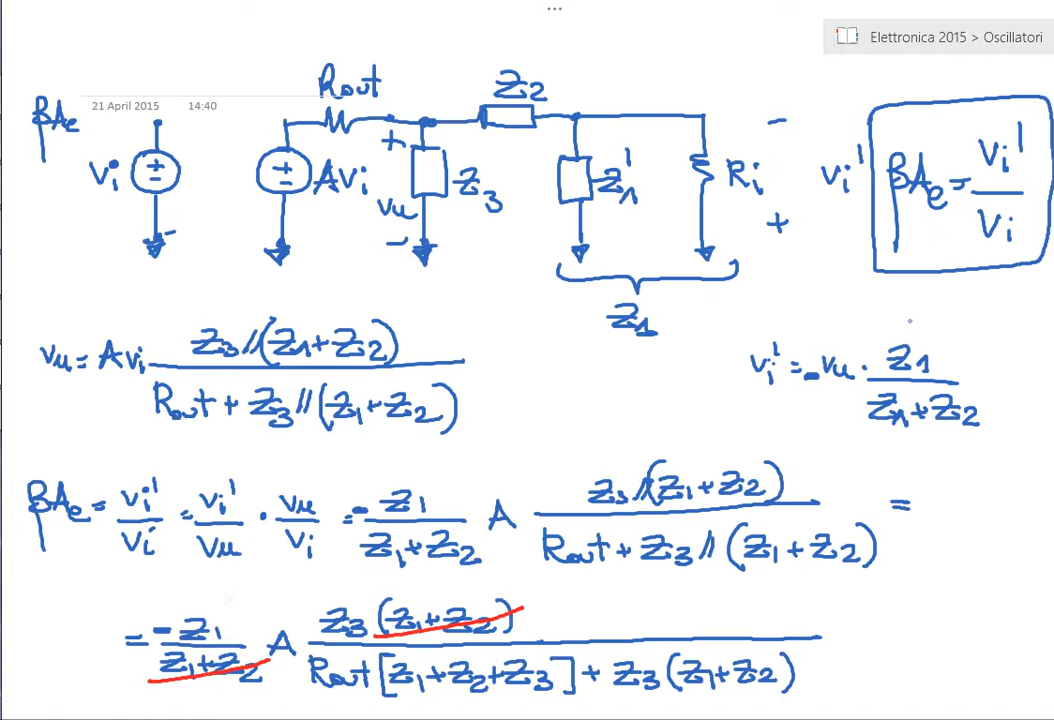 Elettronica 2015 > Oscillatori
21 April 2015 14:40
βAe
Rout
Z2
vi + -
+ - Avi
+ vu -
Z3
Z1'
Ri
- +
vi'
βAe = vi' / vi
Z1
vu = Avi Z3//(Z1+Z2) / Rout + Z3//(Z1+Z2)
vi' = -vu · Z1 / Z1+Z2
βAe = vi' / vi = vi' / vu · vu / vi = -Z1 / Z1+Z2 A Z3//(Z1+Z2) / Rout + Z3//(Z1+Z2) =
= -Z1 / Z1+Z2 A Z3(Z1+Z2) / Rout[Z1+Z2+Z3] + Z3(Z1+Z2)